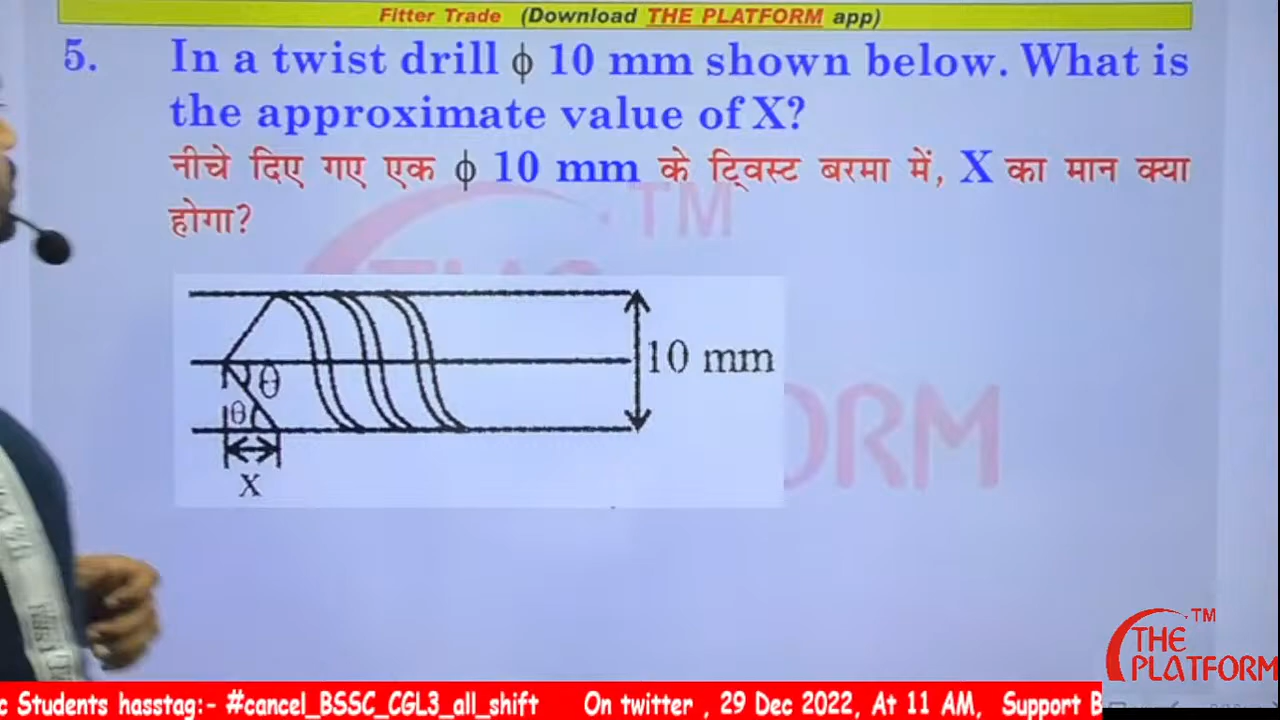 Fitter Trade (Download THE PLATFORM app)
5. In a twist drill ϕ 10 mm shown below. What is
the approximate value of X?
नीचे दिए गए एक ϕ 10 mm के ट्विस्ट बरमा में, X का मान क्या
होगा?
TM
10 mm
θ
θ
X
ORM
TM
THE
PLATFORM
c Students hasstag:- #cancel_BSSC_CGL3_all_shift On twitter , 29 Dec 2022, At 11 AM, Support B